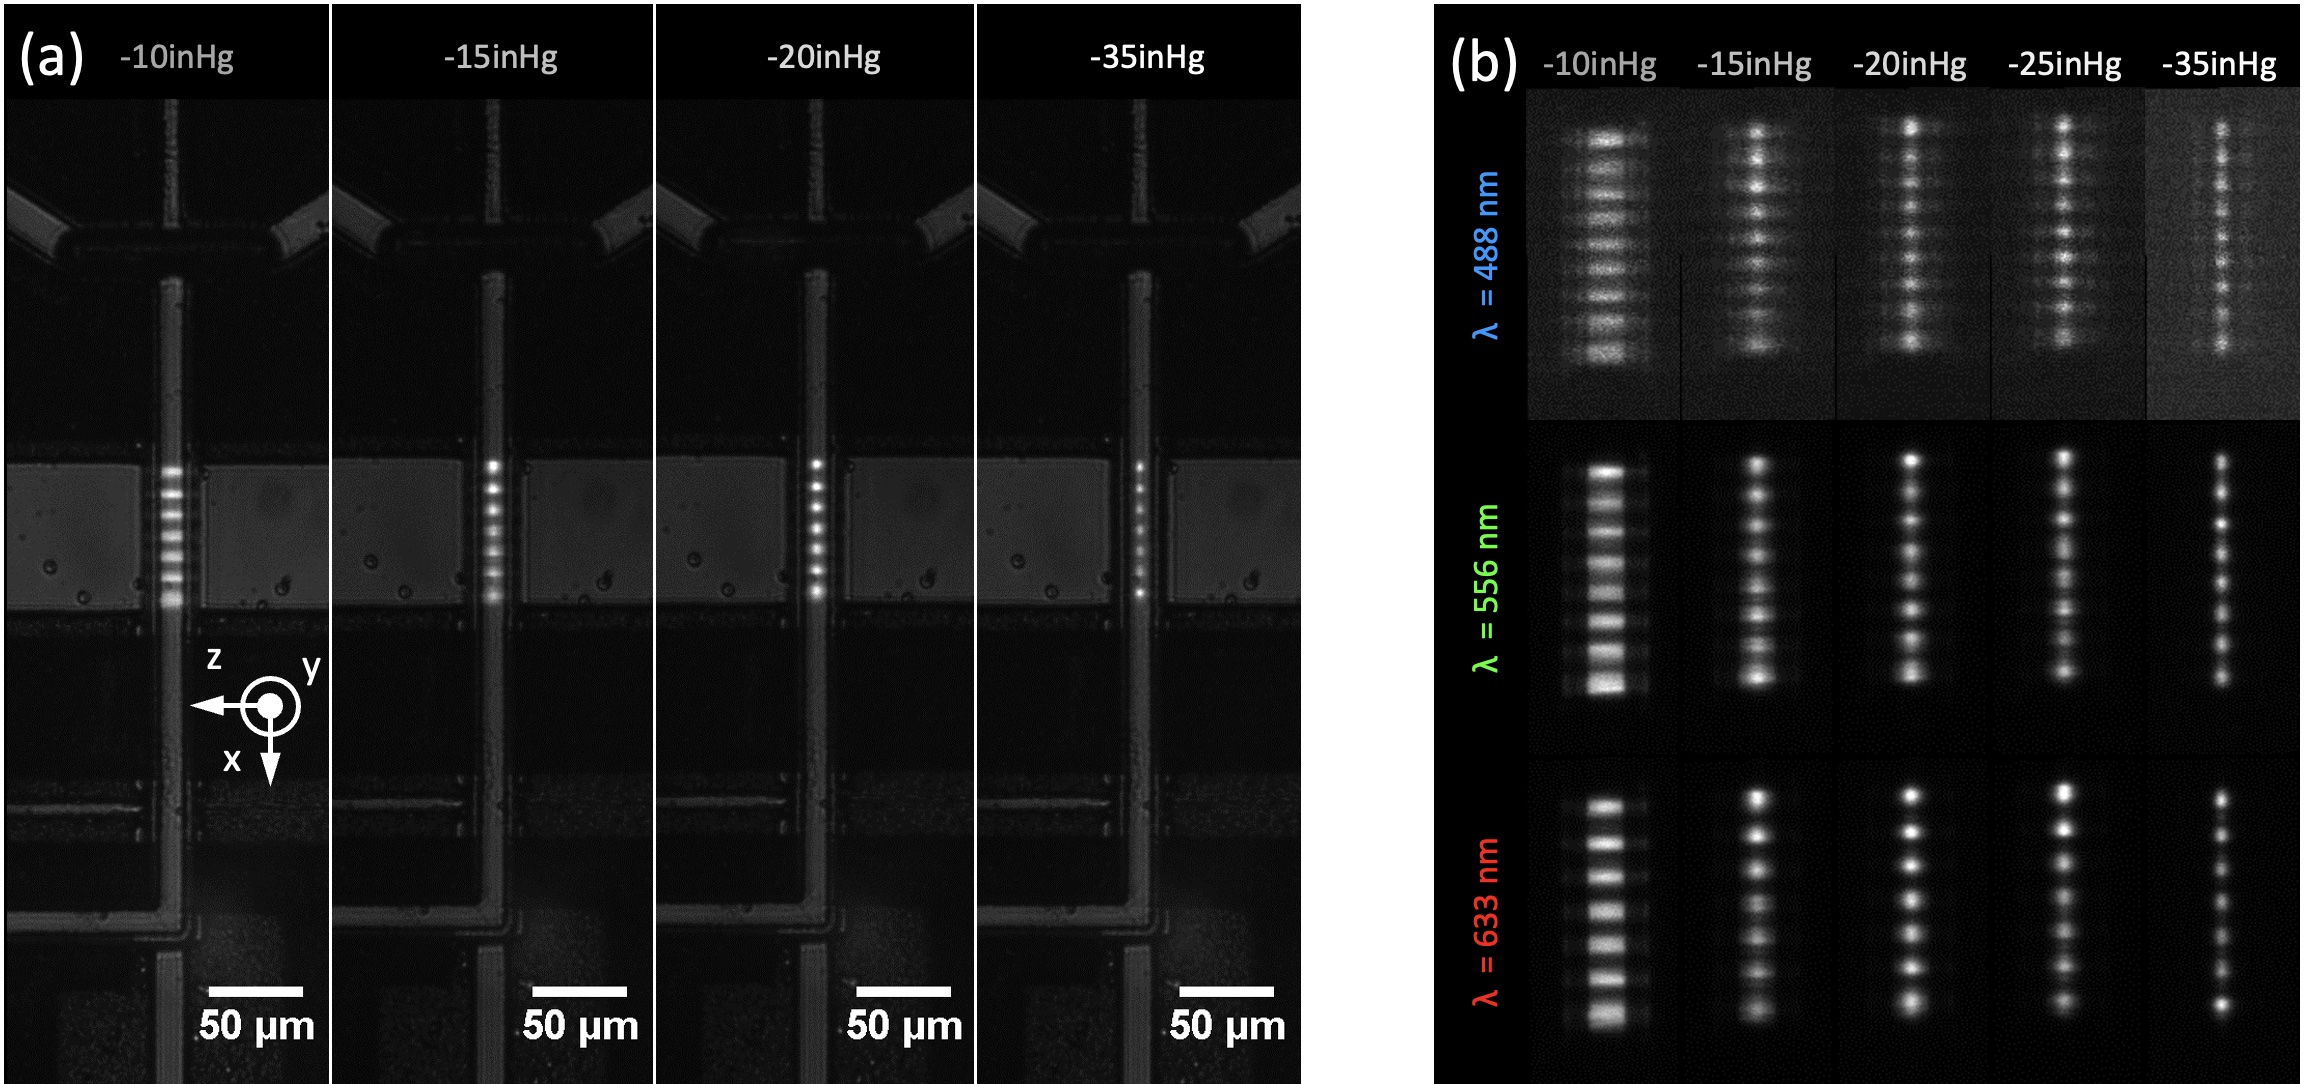 (a)
-10inHg
-15inHg
-20inHg
-35inHg
z
y
x
50 µm
50 µm
50 µm
50 µm
(b)
-10inHg
-15inHg
-20inHg
-25inHg
-35inHg
λ = 488 nm
λ = 556 nm
λ = 633 nm